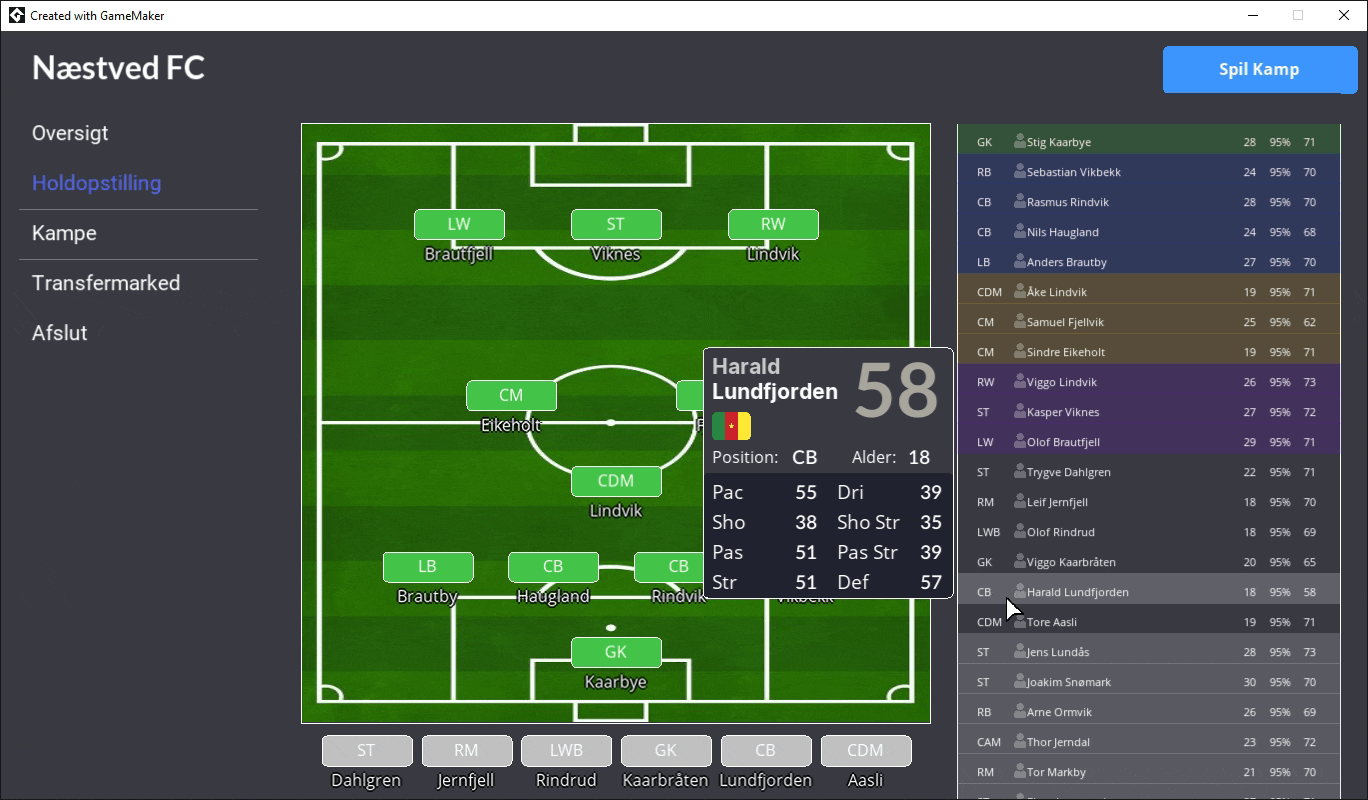 Created with GameMaker
Næstved FC
Spil Kamp
Oversigt
Holdopstilling
Kampe
Transfermarked
Afslut
LW
ST
RW
Brautfjell
Viknes
Lindvik
CM
Eikeholt
CDM
Lindvik
LB
CB
CB
Brautby
Haugland
Rindvik
GK
Kaarbye
ST
RM
LWB
GK
CB
CDM
Dahlgren
Jernfjell
Rindrud
Kaarbråten
Lundfjorden
Aasli
Harald
Lundfjorden
58
Position: CB Alder: 18
Pac 55 Dri 39
Sho 38 Sho Str 35
Pas 51 Pas Str 39
Str 51 Def 57
GK Stig Kaarbye 28 95% 71
RB Sebastian Vikbekk 24 95% 70
CB Rasmus Rindvik 28 95% 70
CB Nils Haugland 24 95% 68
LB Anders Brautby 27 95% 70
CDM Åke Lindvik 19 95% 71
CM Samuel Fjellvik 25 95% 62
CM Sindre Eikeholt 19 95% 71
RW Viggo Lindvik 26 95% 73
ST Kasper Viknes 27 95% 72
LW Olof Brautfjell 29 95% 71
ST Trygve Dahlgren 22 95% 71
RM Leif Jernfjell 18 95% 70
LWB Olof Rindrud 18 95% 69
GK Viggo Kaarbråten 20 95% 65
CB Harald Lundfjorden 18 95% 58
CDM Tore Aasli 19 95% 71
ST Jens Lundås 28 95% 73
ST Joakim Snømark 30 95% 70
RB Arne Ormvik 26 95% 69
CAM Thor Jerndal 23 95% 72
RM Tor Markby 21 95% 70